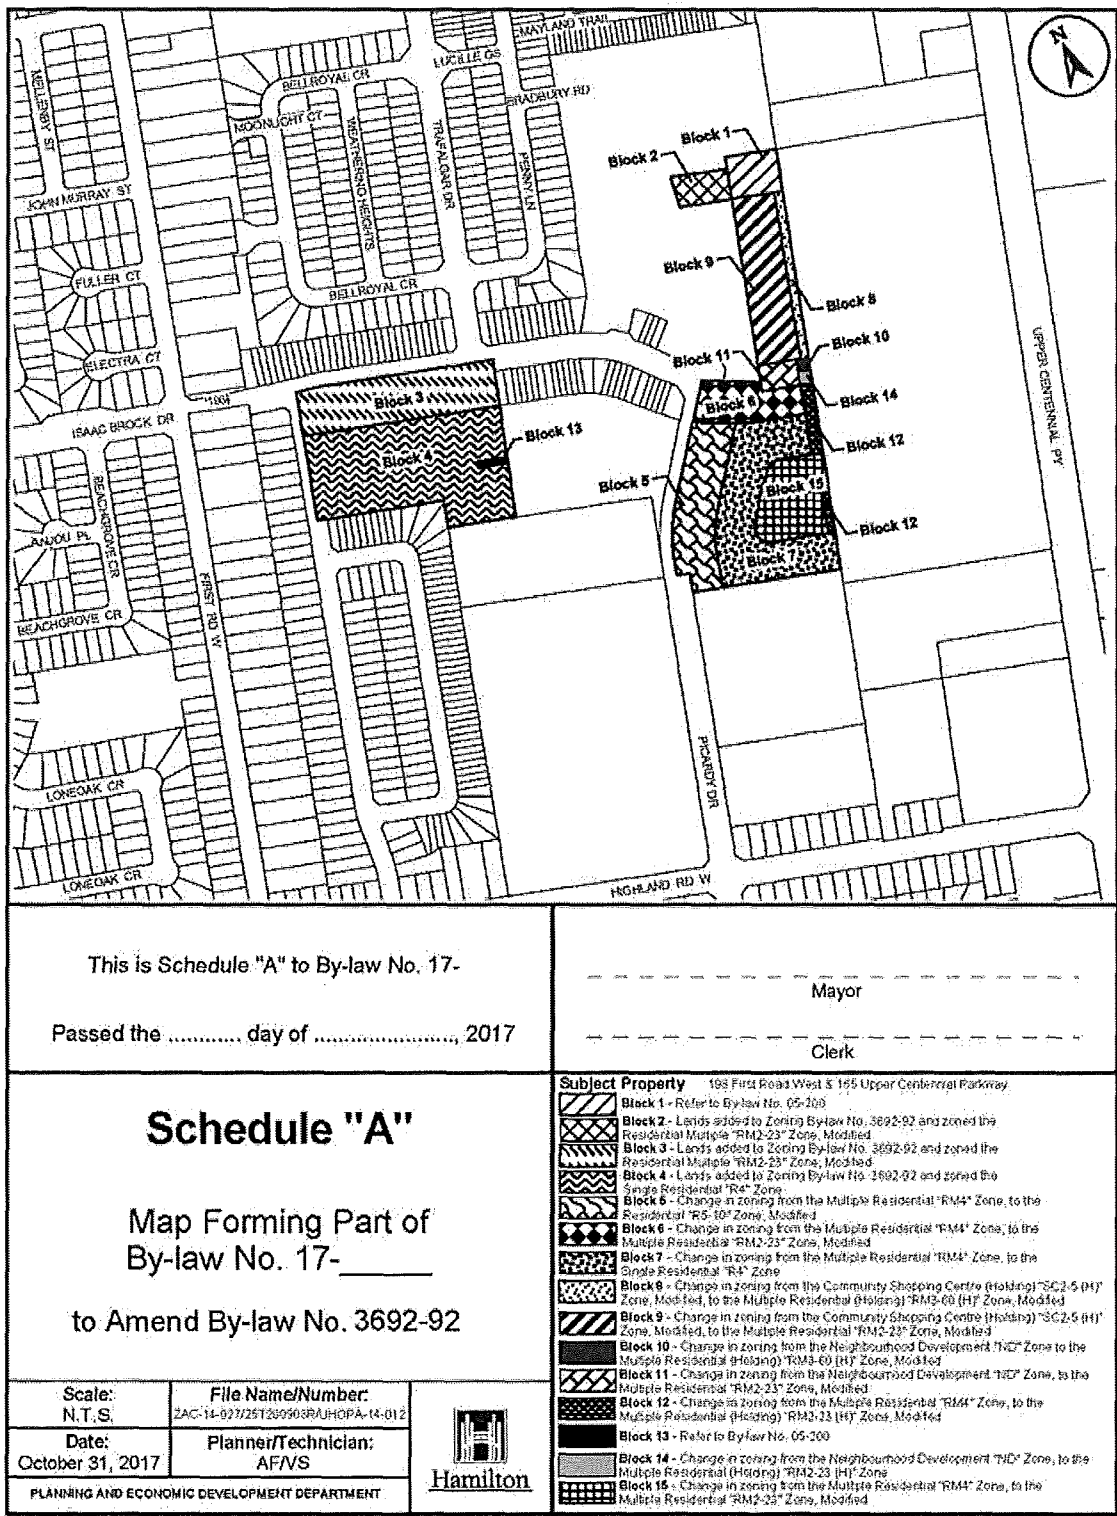 MAYLAND TRAIL
N
LUCILLE GS
BELLROYAL CR
BRADBURY RD
MELLENBY ST
MOONLIGHT CT
WEATHERING HEIGHTS
TRAFALGAR DR
PENNY LN
Block 1
Block 2
JOHN MURRAY ST
FULLER CT
BELLROYAL CR
Block 9
Block 8
ELECTRA CT
Block 11
Block 10
UPPER CENTENNIAL PY
Block 3
Block 6
Block 14
ISAAC BROCK DR
Block 13
Block 12
Block 4
Block 5
Block 15
BEACHGROVE CR
ANJOU PL
Block 12
Block 7
FIRST RD W
BEACHGROVE CR
PICARDY DR
LONEOAK CR
LONEOAK CR
HIGHLAND RD W
This is Schedule "A" to By-law No. 17-
Passed the ............ day of ......................, 2017
Mayor
Clerk
Schedule "A"
Map Forming Part of
By-law No. 17-_____
to Amend By-law No. 3692-92
Scale:
N.T.S.
File Name/Number:
ZAC-14-027/25T200903R/UHOPA-14-012
Date:
October 31, 2017
Planner/Technician:
AF/VS
PLANNING AND ECONOMIC DEVELOPMENT DEPARTMENT
Hamilton
Subject Property 198 First Road West & 165 Upper Centennial Parkway
Block 1 - Refer to By-law No. 05-200
Block 2 - Lands added to Zoning By-law No. 3692-92 and zoned the
Residential Multiple "RM2-23" Zone, Modified
Block 3 - Lands added to Zoning By-law No. 3692-92 and zoned the
Residential Multiple "RM2-23" Zone, Modified
Block 4 - Lands added to Zoning By-law No. 3692-92 and zoned the
Single Residential "R4" Zone
Block 5 - Change in zoning from the Multiple Residential "RM4" Zone, to the
Residential "R5-10" Zone, Modified
Block 6 - Change in zoning from the Multiple Residential "RM4" Zone, to the
Multiple Residential "RM2-23" Zone, Modified
Block 7 - Change in zoning from the Multiple Residential "RM4" Zone, to the
Single Residential "R4" Zone
Block 8 - Change in zoning from the Community Shopping Centre (Holding) "SC2-5 (H)"
Zone, Modified, to the Multiple Residential (Holding) "RM3-60 (H)" Zone, Modified
Block 9 - Change in zoning from the Community Shopping Centre (Holding) "SC2-5 (H)"
Zone, Modified, to the Multiple Residential "RM2-23" Zone, Modified
Block 10 - Change in zoning from the Neighbourhood Development "ND" Zone to the
Multiple Residential (Holding) "RM3-60 (H)" Zone, Modified
Block 11 - Change in zoning from the Neighbourhood Development "ND" Zone, to the
Multiple Residential "RM2-23" Zone, Modified
Block 12 - Change in zoning from the Multiple Residential "RM4" Zone, to the
Multiple Residential (Holding) "RM2-23 (H)" Zone, Modified
Block 13 - Refer to By-law No. 05-200
Block 14 - Change in zoning from the Neighbourhood Development "ND" Zone, to the
Multiple Residential (Holding) "RM2-23 (H)" Zone
Block 15 - Change in zoning from the Multiple Residential "RM4" Zone, to the
Multiple Residential "RM2-23" Zone, Modified